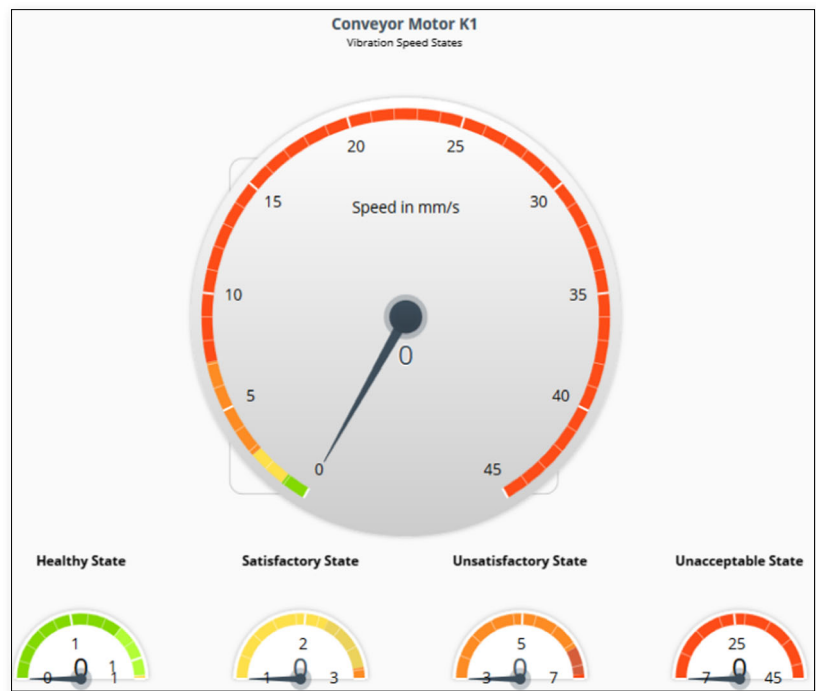 Conveyor Motor K1
Vibration Speed States
20 25
15 30
Speed in mm/s
10 35
0
5 40
0 45
Healthy State Satisfactory State Unsatisfactory State Unacceptable State
1 2 5 25
0 0 1 1 1 0 3 3 0 7 7 0 45